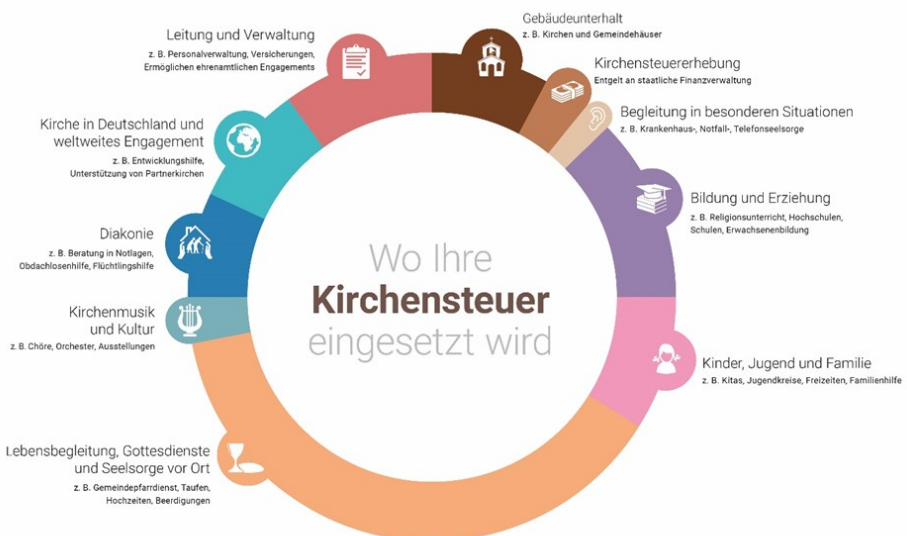 Gebäudeunterhalt
z. B. Kirchen und Gemeindehäuser
Kirchensteuererhebung
Entgelt an staatliche Finanzverwaltung
Begleitung in besonderen Situationen
z. B. Krankenhaus-, Notfall-, Telefonseelsorge
Bildung und Erziehung
z. B. Religionsunterricht, Hochschulen,
Schulen, Erwachsenenbildung
Kinder, Jugend und Familie
z. B. Kitas, Jugendkreise, Freizeiten, Familienhilfe
Lebensbegleitung, Gottesdienste
und Seelsorge vor Ort
z. B. Gemeindepfarrdienst, Taufen,
Hochzeiten, Beerdigungen
Kirchenmusik
und Kultur
z. B. Chöre, Orchester, Ausstellungen
Diakonie
z. B. Beratung in Notlagen,
Obdachlosenhilfe, Flüchtlingshilfe
Kirche in Deutschland und
weltweites Engagement
z. B. Entwicklungshilfe,
Unterstützung von Partnerkirchen
Leitung und Verwaltung
z. B. Personalverwaltung, Versicherungen,
Ermöglichen ehrenamtlichen Engagements
Wo Ihre
Kirchensteuer
eingesetzt wird